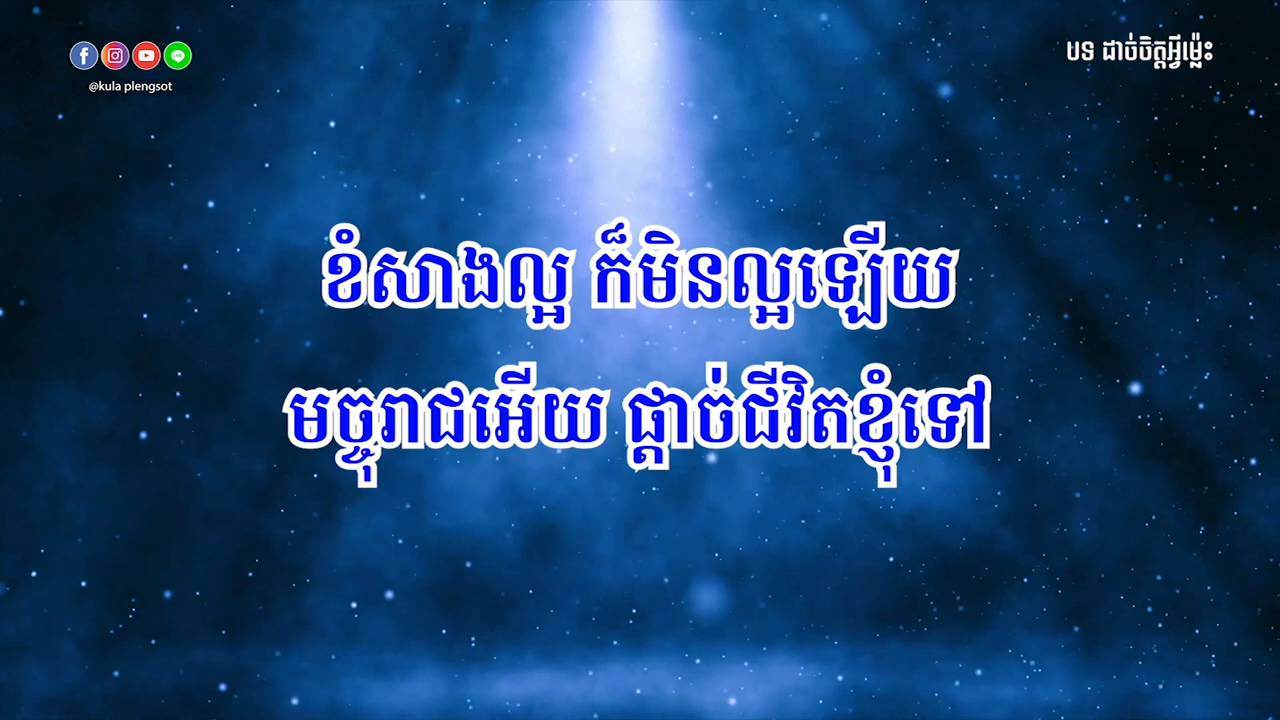 @kula plengsot
បទ ដាច់ចិត្តអ្វីម្ល៉េះ
ខំសាងល្អ ក៏មិនល្អឡើយ
មច្ចុរាជអើយ ផ្ដាច់ជីវិតខ្ញុំទៅ